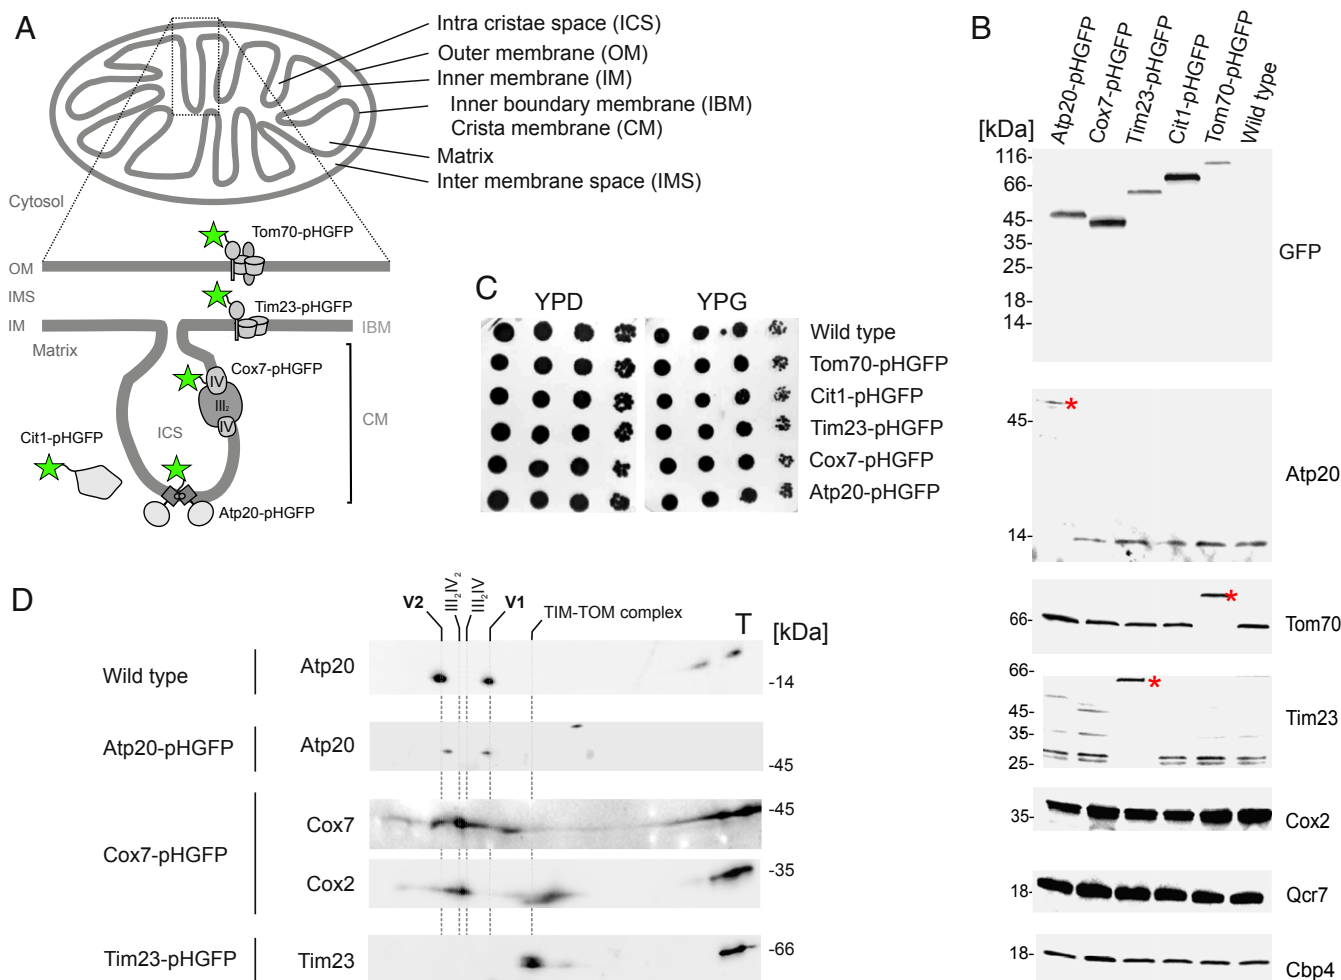 A
Intra cristae space (ICS)
Outer membrane (OM)
Inner membrane (IM)
Inner boundary membrane (IBM)
Crista membrane (CM)
Matrix
Inter membrane space (IMS)
Cytosol
Tom70-pHGFP
OM
IMS
Tim23-pHGFP
IM
IBM
Matrix
Cox7-pHGFP
IV
III₂
IV
CM
ICS
Cit1-pHGFP
Atp20-pHGFP
B
[kDa]
Atp20-pHGFP
Cox7-pHGFP
Tim23-pHGFP
Cit1-pHGFP
Tom70-pHGFP
Wild type
116-
66-
45-
35-
25-
18-
14-
GFP
45-
*
14-
Atp20
66-
*
Tom70
66-
*
45-
35-
25-
Tim23
35-
Cox2
18-
Qcr7
18-
Cbp4
C
YPD
YPG
Wild type
Tom70-pHGFP
Cit1-pHGFP
Tim23-pHGFP
Cox7-pHGFP
Atp20-pHGFP
D
V2
III₂IV₂
III₂IV
V1
TIM-TOM complex
T
[kDa]
Wild type
Atp20
-14
Atp20-pHGFP
Atp20
-45
Cox7-pHGFP
Cox7
-45
Cox2
-35
Tim23-pHGFP
Tim23
-66